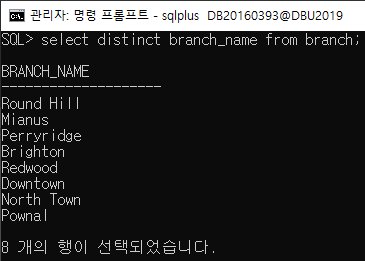 관리자: 명령 프롬프트 - sqlplus DB20160393@DBU2019
SQL> select distinct branch_name from branch;
BRANCH_NAME
--------------------
Round Hill
Mianus
Perryridge
Brighton
Redwood
Downtown
North Town
Pownal
8 개의 행이 선택되었습니다.